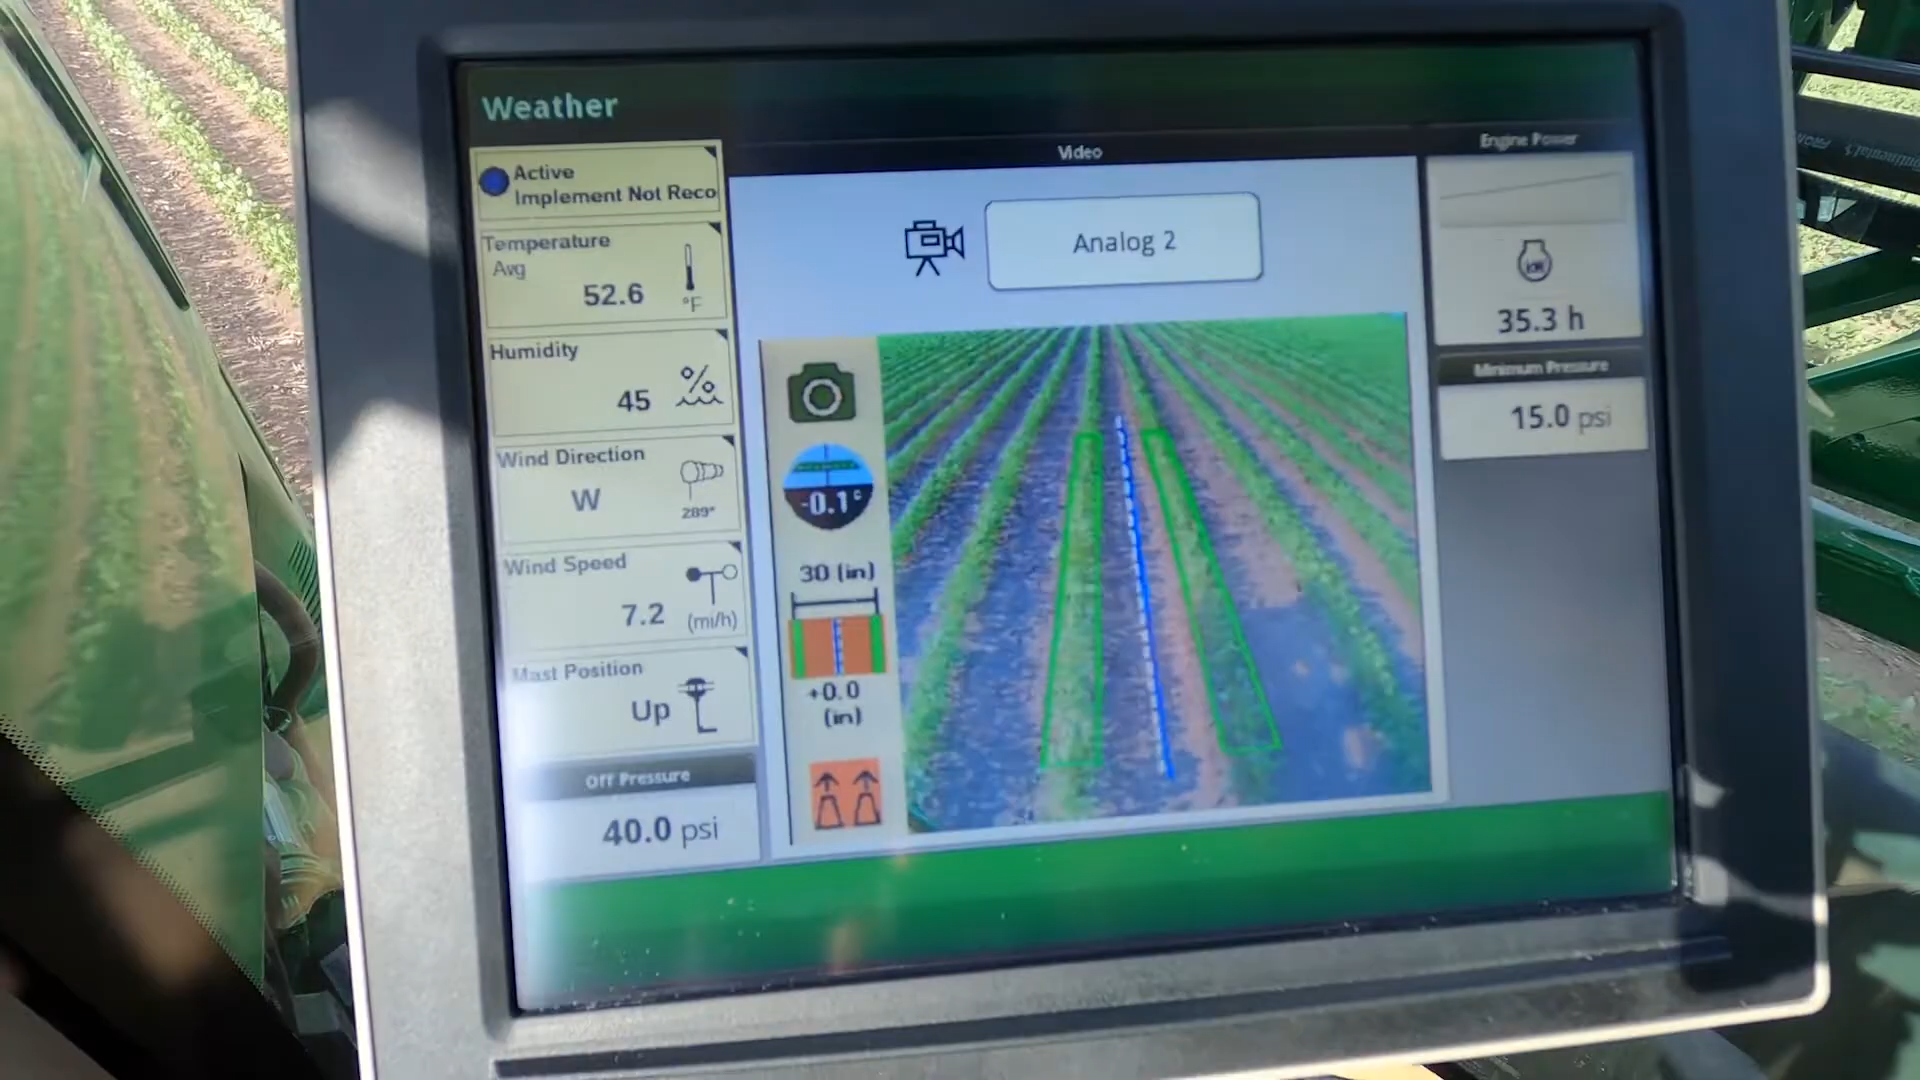 Weather
Active
Implement Not Reco
Temperature
Avg
52.6
°F
Humidity
%
45
Wind Direction
W
289°
Wind Speed
7.2
(mi/h)
Mast Position
Up
Off Pressure
40.0 psi
Video
Analog 2
-0.1°
30 (in)
+0.0
(in)
Engine Power
kW
35.3 h
Minimum Pressure
15.0 psi
Continental